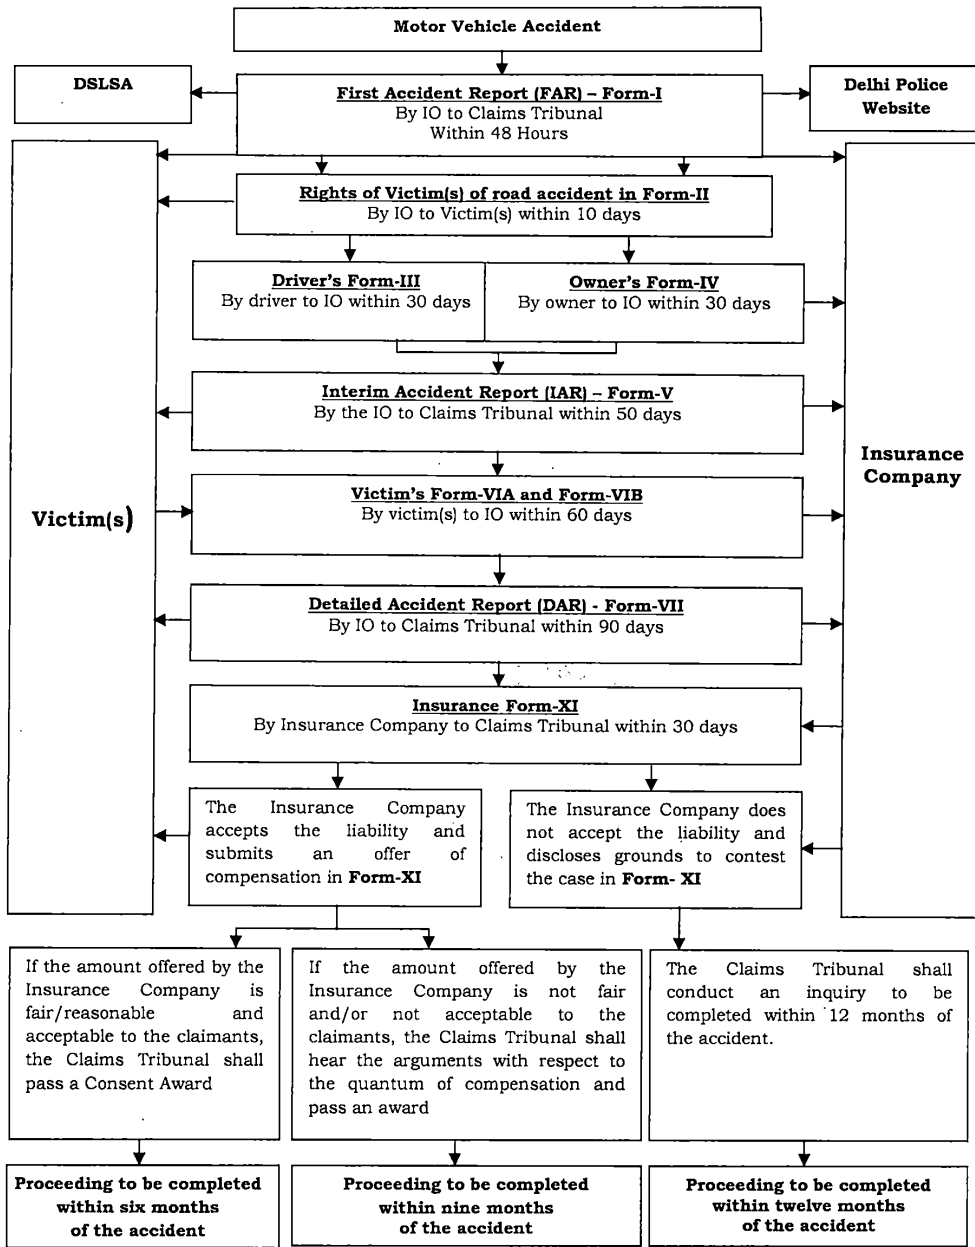 Motor Vehicle Accident
DSLSA
First Accident Report (FAR) – Form-I
By IO to Claims Tribunal
Within 48 Hours
Delhi Police
Website
Rights of Victim(s) of road accident in Form-II
By IO to Victim(s) within 10 days
Driver's Form-III
By driver to IO within 30 days
Owner's Form-IV
By owner to IO within 30 days
Interim Accident Report (IAR) – Form-V
By the IO to Claims Tribunal within 50 days
Insurance
Company
Victim's Form-VIA and Form-VIB
By victim(s) to IO within 60 days
Victim(s)
Detailed Accident Report (DAR) - Form-VII
By IO to Claims Tribunal within 90 days
Insurance Form-XI
By Insurance Company to Claims Tribunal within 30 days
The Insurance Company
accepts the liability and
submits an offer of
compensation in Form-XI
The Insurance Company does
not accept the liability and
discloses grounds to contest
the case in Form- XI
If the amount offered by the
Insurance Company is
fair/reasonable and
acceptable to the claimants,
the Claims Tribunal shall
pass a Consent Award
If the amount offered by the
Insurance Company is not fair
and/or not acceptable to the
claimants, the Claims Tribunal shall
hear the arguments with respect to
the quantum of compensation and
pass an award
The Claims Tribunal shall
conduct an inquiry to be
completed within 12 months of
the accident.
Proceeding to be completed
within six months
of the accident
Proceeding to be completed
within nine months
of the accident
Proceeding to be completed
within twelve months
of the accident